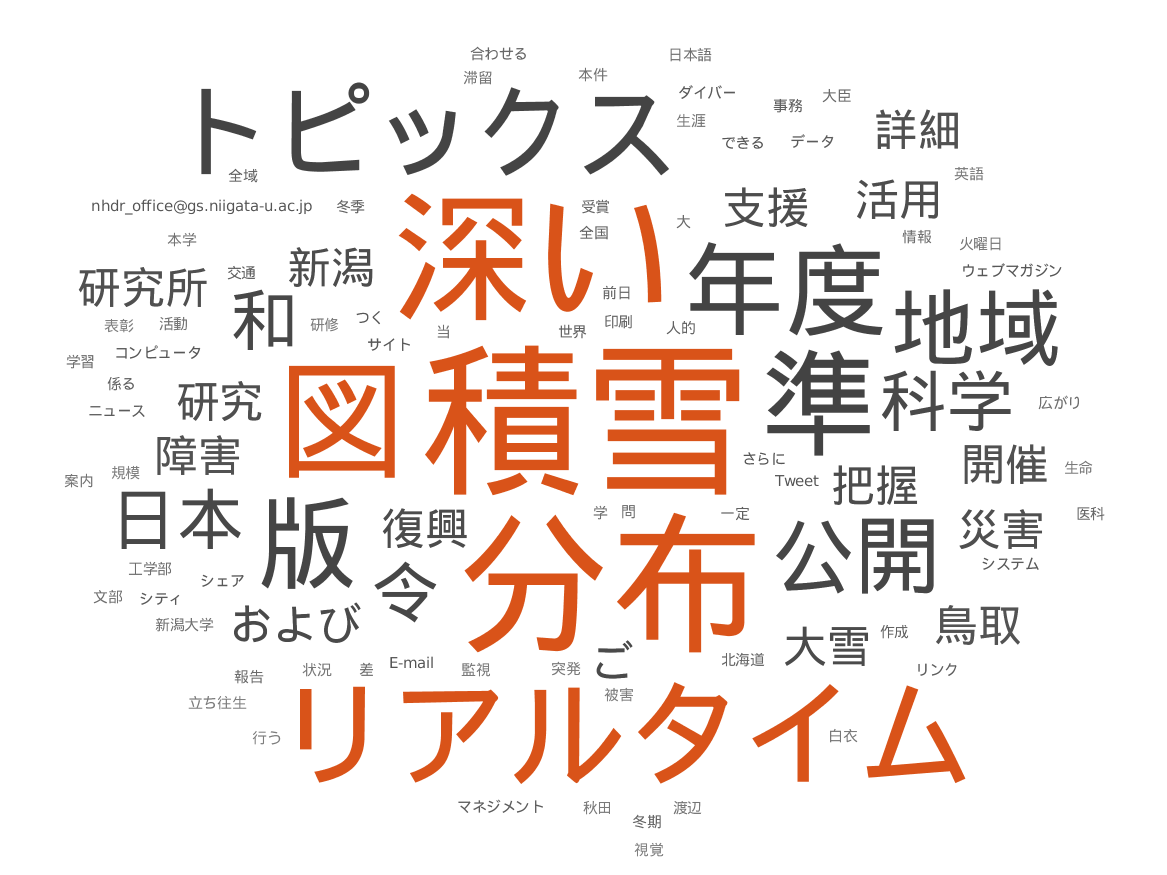 合わせる
日本語
滞留
本件
トピックス
ダイバー
大臣
事務
生涯
できる
データ
詳細
全域
英語
nhdr_office@gs.niigata-u.ac.jp
冬季
深い
受賞
大
支援
活用
全国
本学
情報
火曜日
新潟
年度
研究所
交通
ウェブマガジン
前日
和
地域
表彰
活動
研修
つく
当
世界
印刷
人的
サイト
コンピュータ
学習
係る
図
積雪
準
科学
ニュース
研究
広がり
障害
さらに
開催
生命
案内
規模
Tweet
把握
日本
版
復興
学
問
一定
医科
災害
分布
公開
工学部
シェア
令
システム
文部
シティ
新潟大学
および
鳥取
大雪
作成
ご
報告
状況
差
E-mail
監視
突発
北海道
リンク
立ち往生
被害
リアルタイム
行う
白衣
マネジメント
秋田
渡辺
冬期
視覚